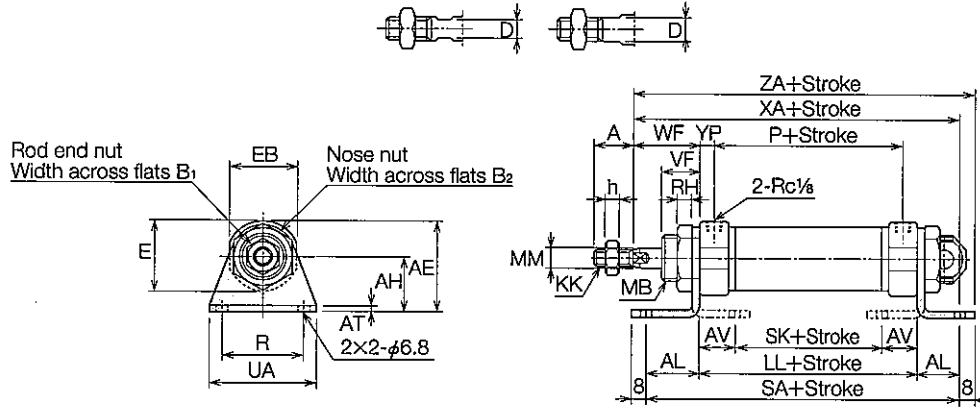 D
D
ZA+Stroke
XA+Stroke
A
WF
YP
P+Stroke
VF
RH
h
2-Rc⅛
Rod end nut
Width across flats B₁
EB
Nose nut
Width across flats B₂
E
AE
AH
AT
R
2×2-φ6.8
UA
MM
KK
MB
AV
SK+Stroke
AV
AL
LL+Stroke
AL
8
SA+Stroke
8